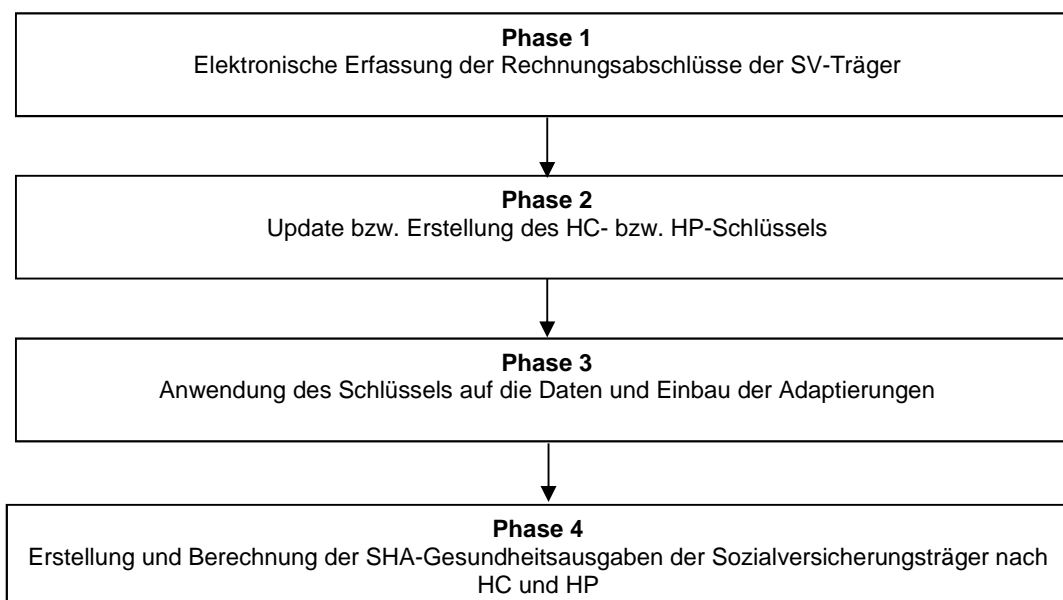 Phase 1
Elektronische Erfassung der Rechnungsabschlüsse der SV-Träger
Phase 2
Update bzw. Erstellung des HC- bzw. HP-Schlüssels
Phase 3
Anwendung des Schlüssels auf die Daten und Einbau der Adaptierungen
Phase 4
Erstellung und Berechnung der SHA-Gesundheitsausgaben der Sozialversicherungsträger nach
HC und HP